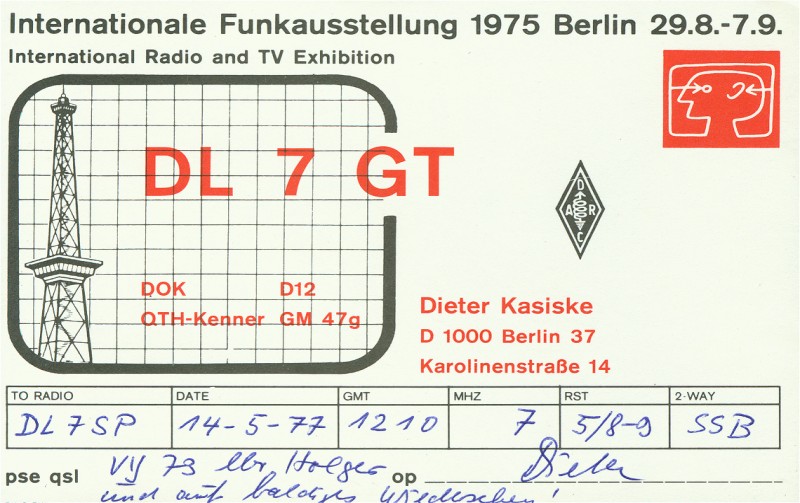 Internationale Funkausstellung 1975 Berlin 29.8.-7.9.
International Radio and TV Exhibition
DL 7 GT
DARC
DOK D12
QTH-Kenner GM 47g
Dieter Kasiske
D 1000 Berlin 37
Karolinenstraße 14
TO RADIO DATE GMT MHZ RST 2-WAY
DL7SP 14-5-77 1210 7 5/8-9 SSB
pse qsl Vy 73 lbr Holger op Dieter
und auf baldiges Wiedersehen!